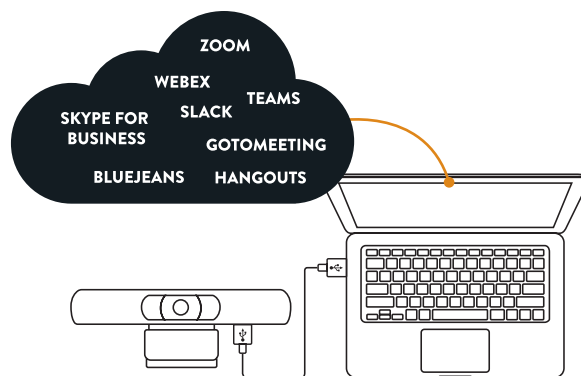 ZOOM
WEBEX
TEAMS
SLACK
SKYPE FOR
BUSINESS
GOTOMEETING
BLUEJEANS
HANGOUTS